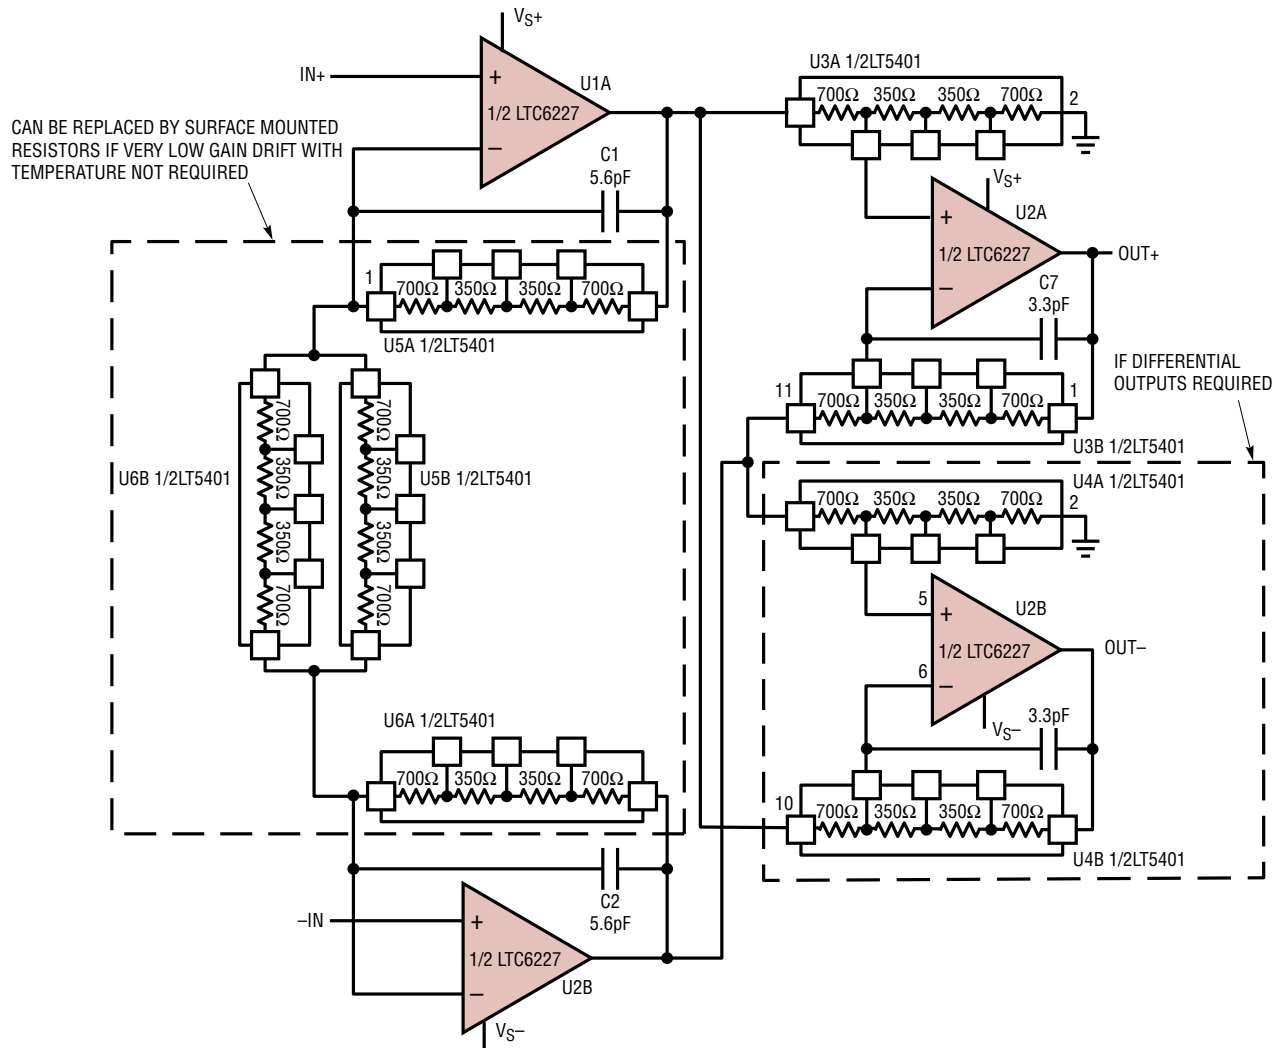 VS+
IN+
U1A
1/2 LTC6227
+
–
CAN BE REPLACED BY SURFACE MOUNTED
RESISTORS IF VERY LOW GAIN DRIFT WITH
TEMPERATURE NOT REQUIRED
C1
5.6pF
1
700Ω 350Ω 350Ω 700Ω
U5A 1/2LT5401
U6B 1/2LT5401
700Ω
350Ω
350Ω
700Ω
700Ω
350Ω
350Ω
700Ω
U5B 1/2LT5401
U6A 1/2LT5401
700Ω 350Ω 350Ω 700Ω
C2
5.6pF
–IN
+
1/2 LTC6227
–
U2B
VS–
U3A 1/2LT5401
700Ω 350Ω 350Ω 700Ω
2
VS+
U2A
+
1/2 LTC6227
–
OUT+
C7
3.3pF
11
1
700Ω 350Ω 350Ω 700Ω
U3B 1/2LT5401
IF DIFFERENTIAL
OUTPUTS REQUIRED
U4A 1/2LT5401
700Ω 350Ω 350Ω 700Ω
2
5
+
U2B
1/2 LTC6227
6
–
OUT–
VS–
3.3pF
10
700Ω 350Ω 350Ω 700Ω
U4B 1/2LT5401